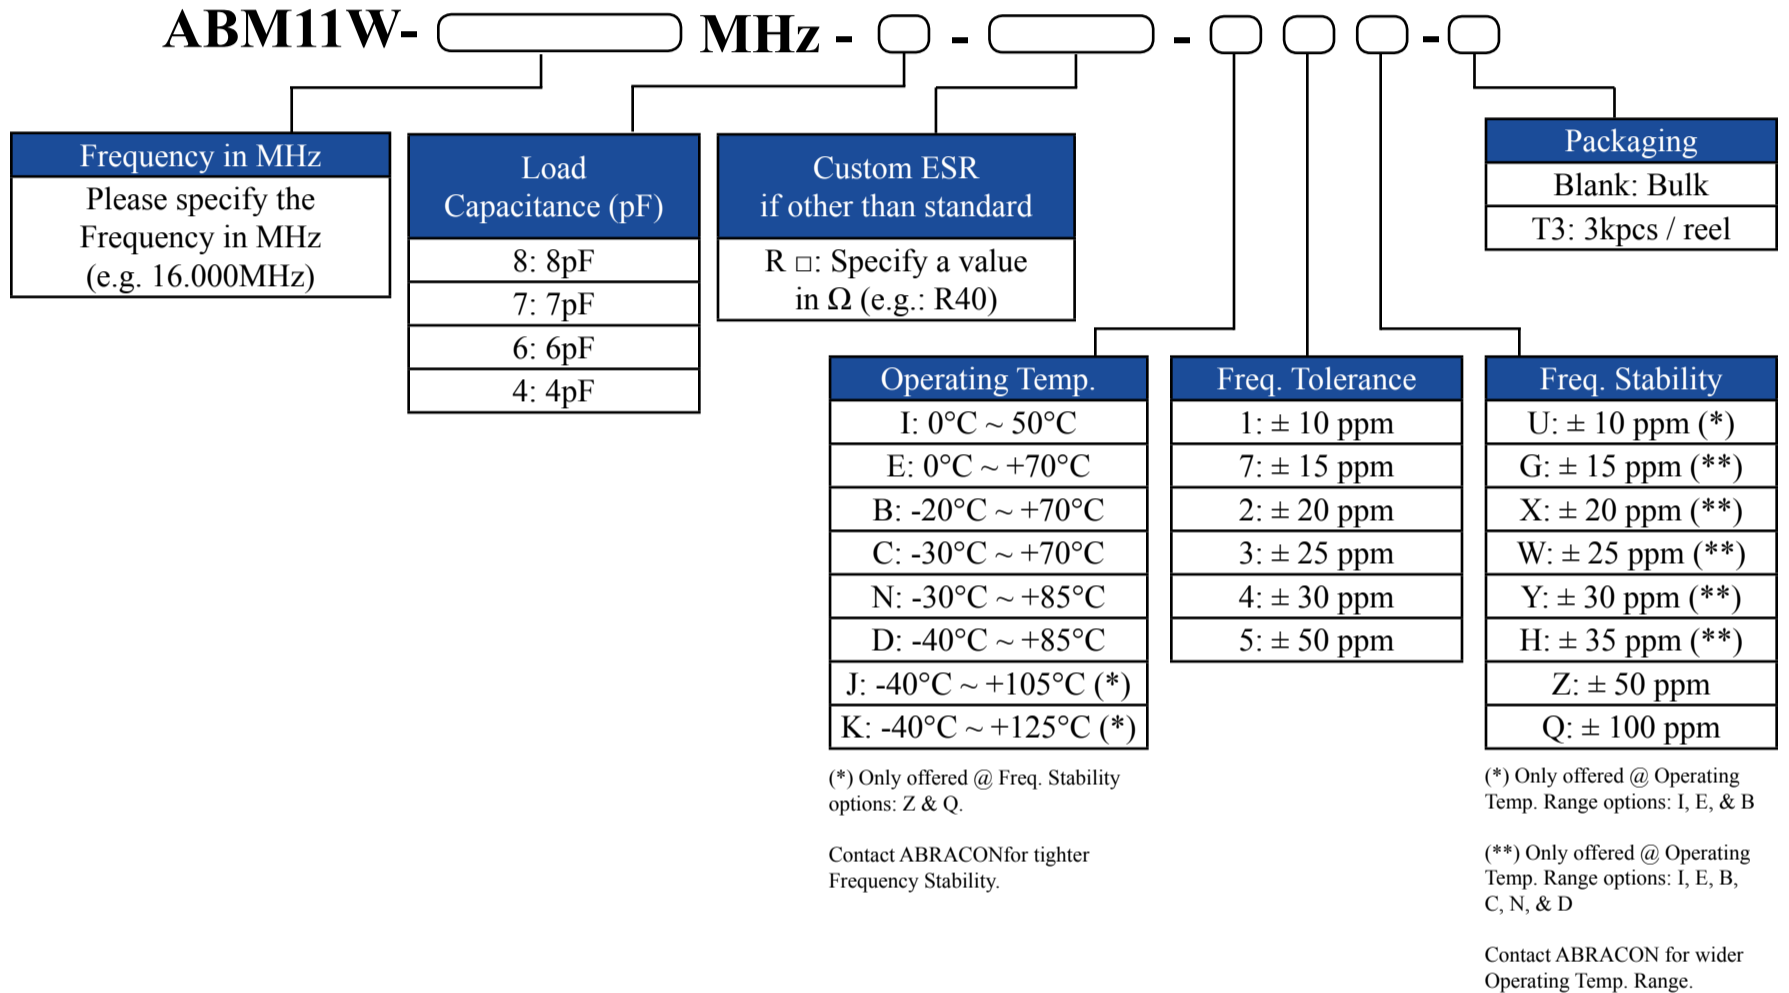 ABM11W- MHz - - -   -
Frequency in MHz
Please specify the
Frequency in MHz
(e.g. 16.000MHz)
Load
Capacitance (pF)
8: 8pF
7: 7pF
6: 6pF
4: 4pF
Custom ESR
if other than standard
R □: Specify a value
in Ω (e.g.: R40)
Packaging
Blank: Bulk
T3: 3kpcs / reel
Operating Temp.
I: 0°C ~ 50°C
E: 0°C ~ +70°C
B: -20°C ~ +70°C
C: -30°C ~ +70°C
N: -30°C ~ +85°C
D: -40°C ~ +85°C
J: -40°C ~ +105°C (*)
K: -40°C ~ +125°C (*)
(*) Only offered @ Freq. Stability
options: Z & Q.
Contact ABRACONfor tighter
Frequency Stability.
Freq. Tolerance
1: ± 10 ppm
7: ± 15 ppm
2: ± 20 ppm
3: ± 25 ppm
4: ± 30 ppm
5: ± 50 ppm
Freq. Stability
U: ± 10 ppm (*)
G: ± 15 ppm (**)
X: ± 20 ppm (**)
W: ± 25 ppm (**)
Y: ± 30 ppm (**)
H: ± 35 ppm (**)
Z: ± 50 ppm
Q: ± 100 ppm
(*) Only offered @ Operating
Temp. Range options: I, E, & B
(**) Only offered @ Operating
Temp. Range options: I, E, B,
C, N, & D
Contact ABRACON for wider
Operating Temp. Range.